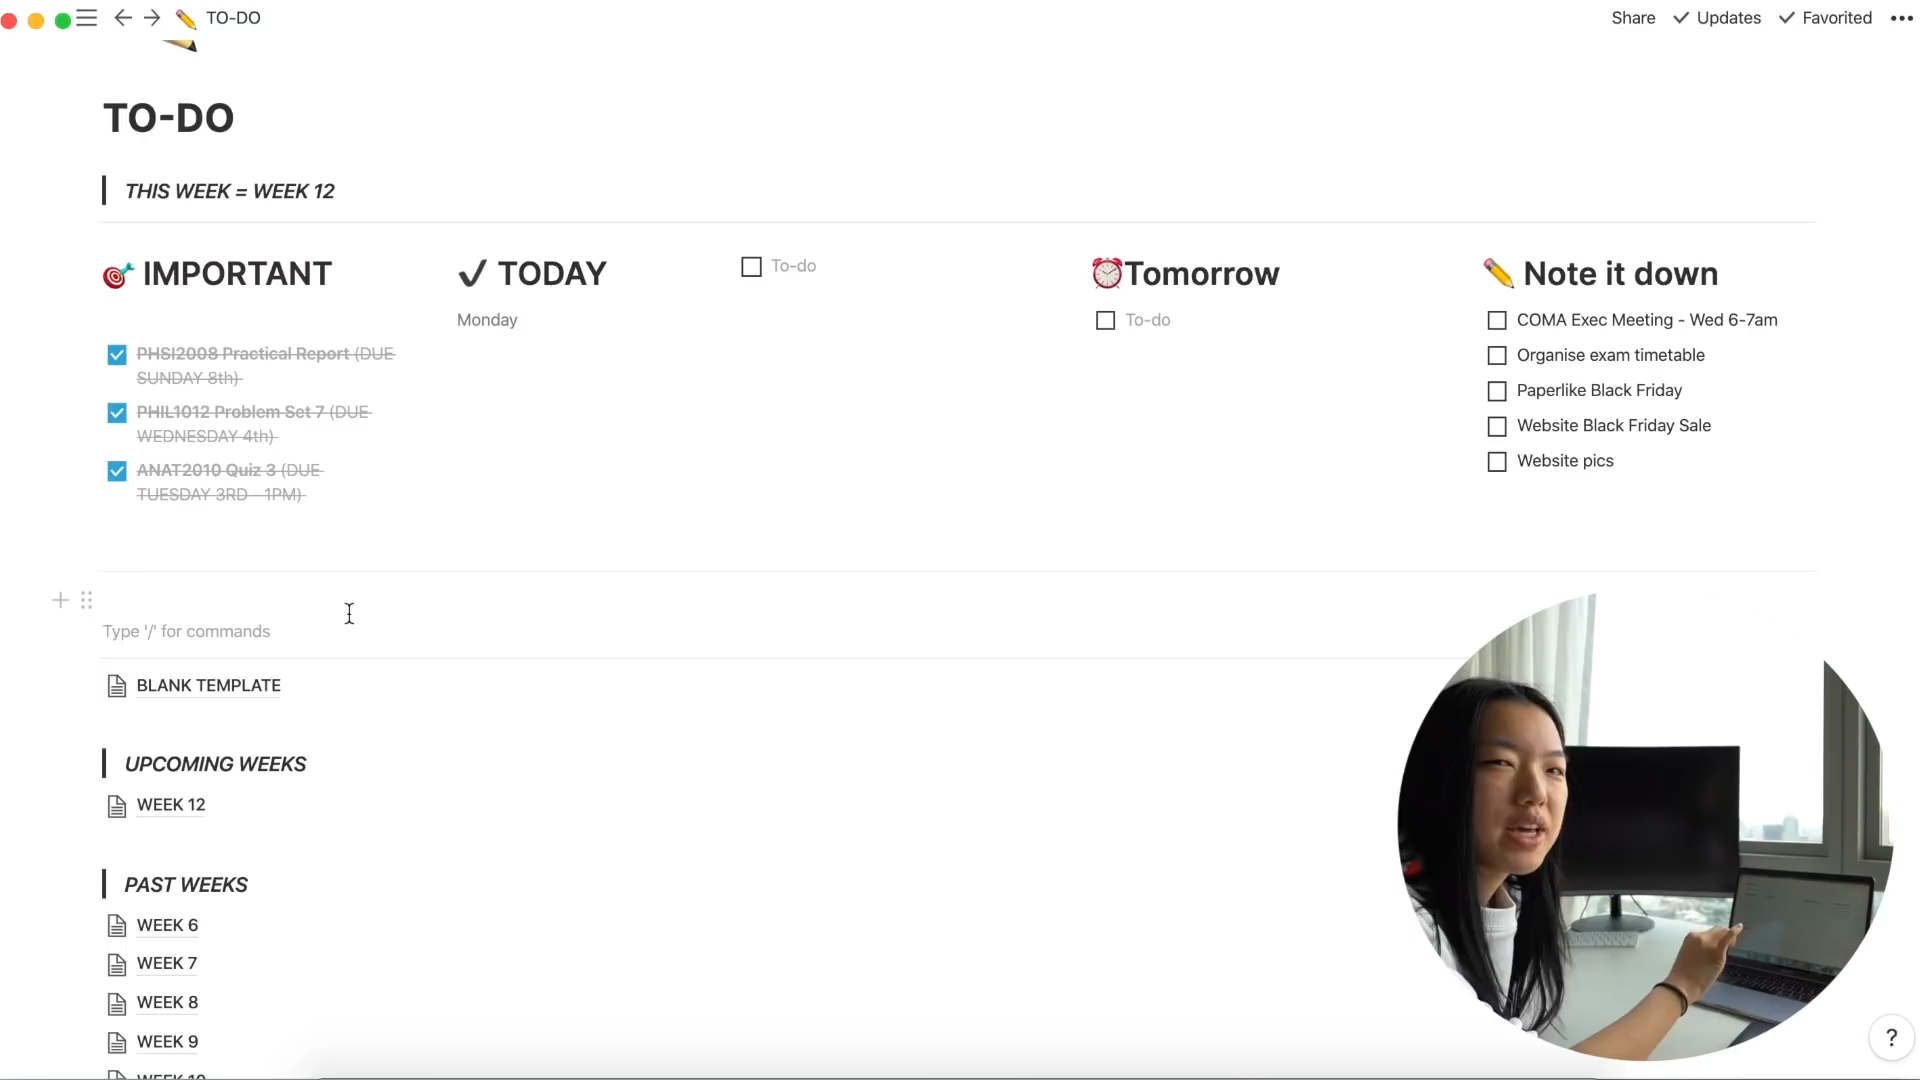 TO-DO
Share
Updates
Favorited
TO-DO
THIS WEEK = WEEK 12
IMPORTANT
PHSI2008 Practical Report (DUE
SUNDAY 8th)
PHIL1012 Problem Set 7 (DUE
WEDNESDAY 4th)
ANAT2010 Quiz 3 (DUE
TUESDAY 3RD - 1PM)
TODAY
Monday
To-do
Tomorrow
To-do
Note it down
COMA Exec Meeting - Wed 6-7am
Organise exam timetable
Paperlike Black Friday
Website Black Friday Sale
Website pics
Type '/' for commands
BLANK TEMPLATE
UPCOMING WEEKS
WEEK 12
PAST WEEKS
WEEK 6
WEEK 7
WEEK 8
WEEK 9
WEEK 10
?